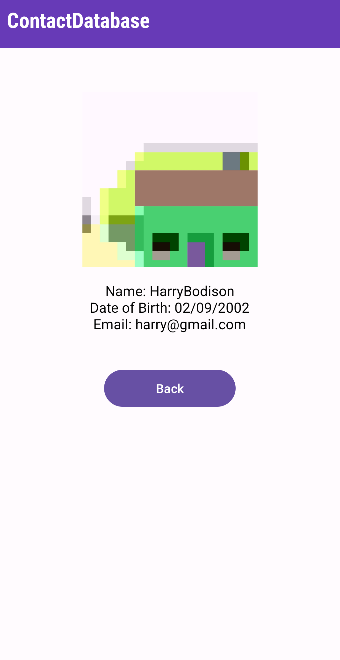 ContactDatabase
Name: HarryBodison
Date of Birth: 02/09/2002
Email: harry@gmail.com
Back